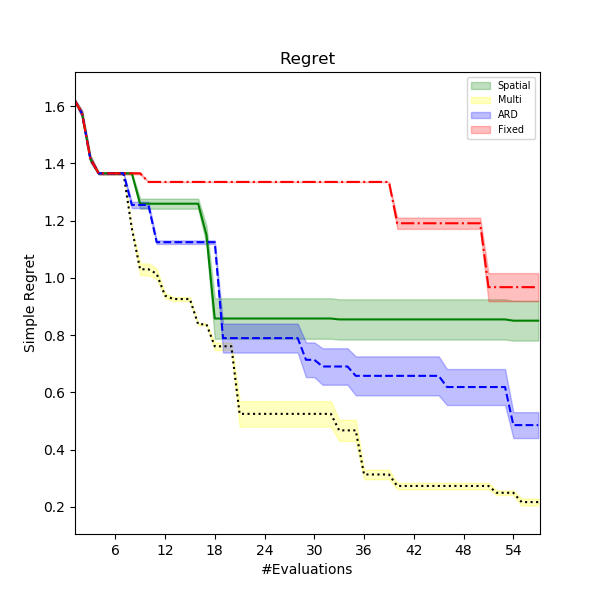 Regret
Spatial
Multi
ARD
Fixed
Simple Regret
1.6
1.4
1.2
1.0
0.8
0.6
0.4
0.2
6 12 18 24 30 36 42 48 54
#Evaluations